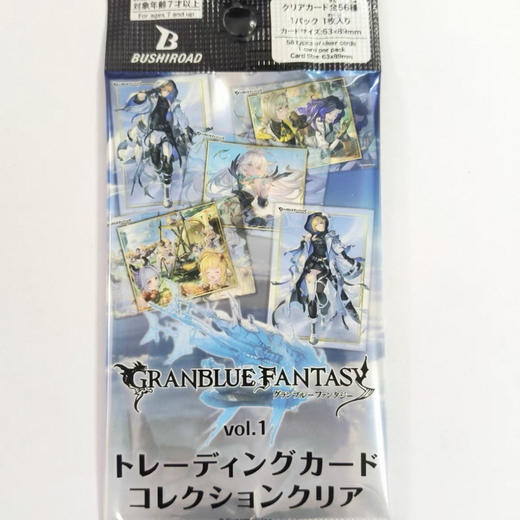 対象年齢7才以上
For ages 7 and up
BUSHIROAD
クリアカード全56種
1パック 1枚入り
カードサイズ:63x89mm
56 types of clear cards
1 card per pack
Card Size: 63x89mm
GRANBLUE FANTASY
グランブルーファンタジー
vol.1
トレーディングカード
コレクションクリア